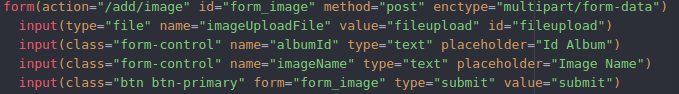 form(action="/add/image" id="form_image" method="post" enctype="multipart/form-data")
input(type="file" name="imageUploadFile" value="fileupload" id="fileupload")
input(class="form-control" name="albumId" type="text" placeholder="Id Album")
input(class="form-control" name="imageName" type="text" placeholder="Image Name")
input(class="btn btn-primary" form="form_image" type="submit" value="submit")